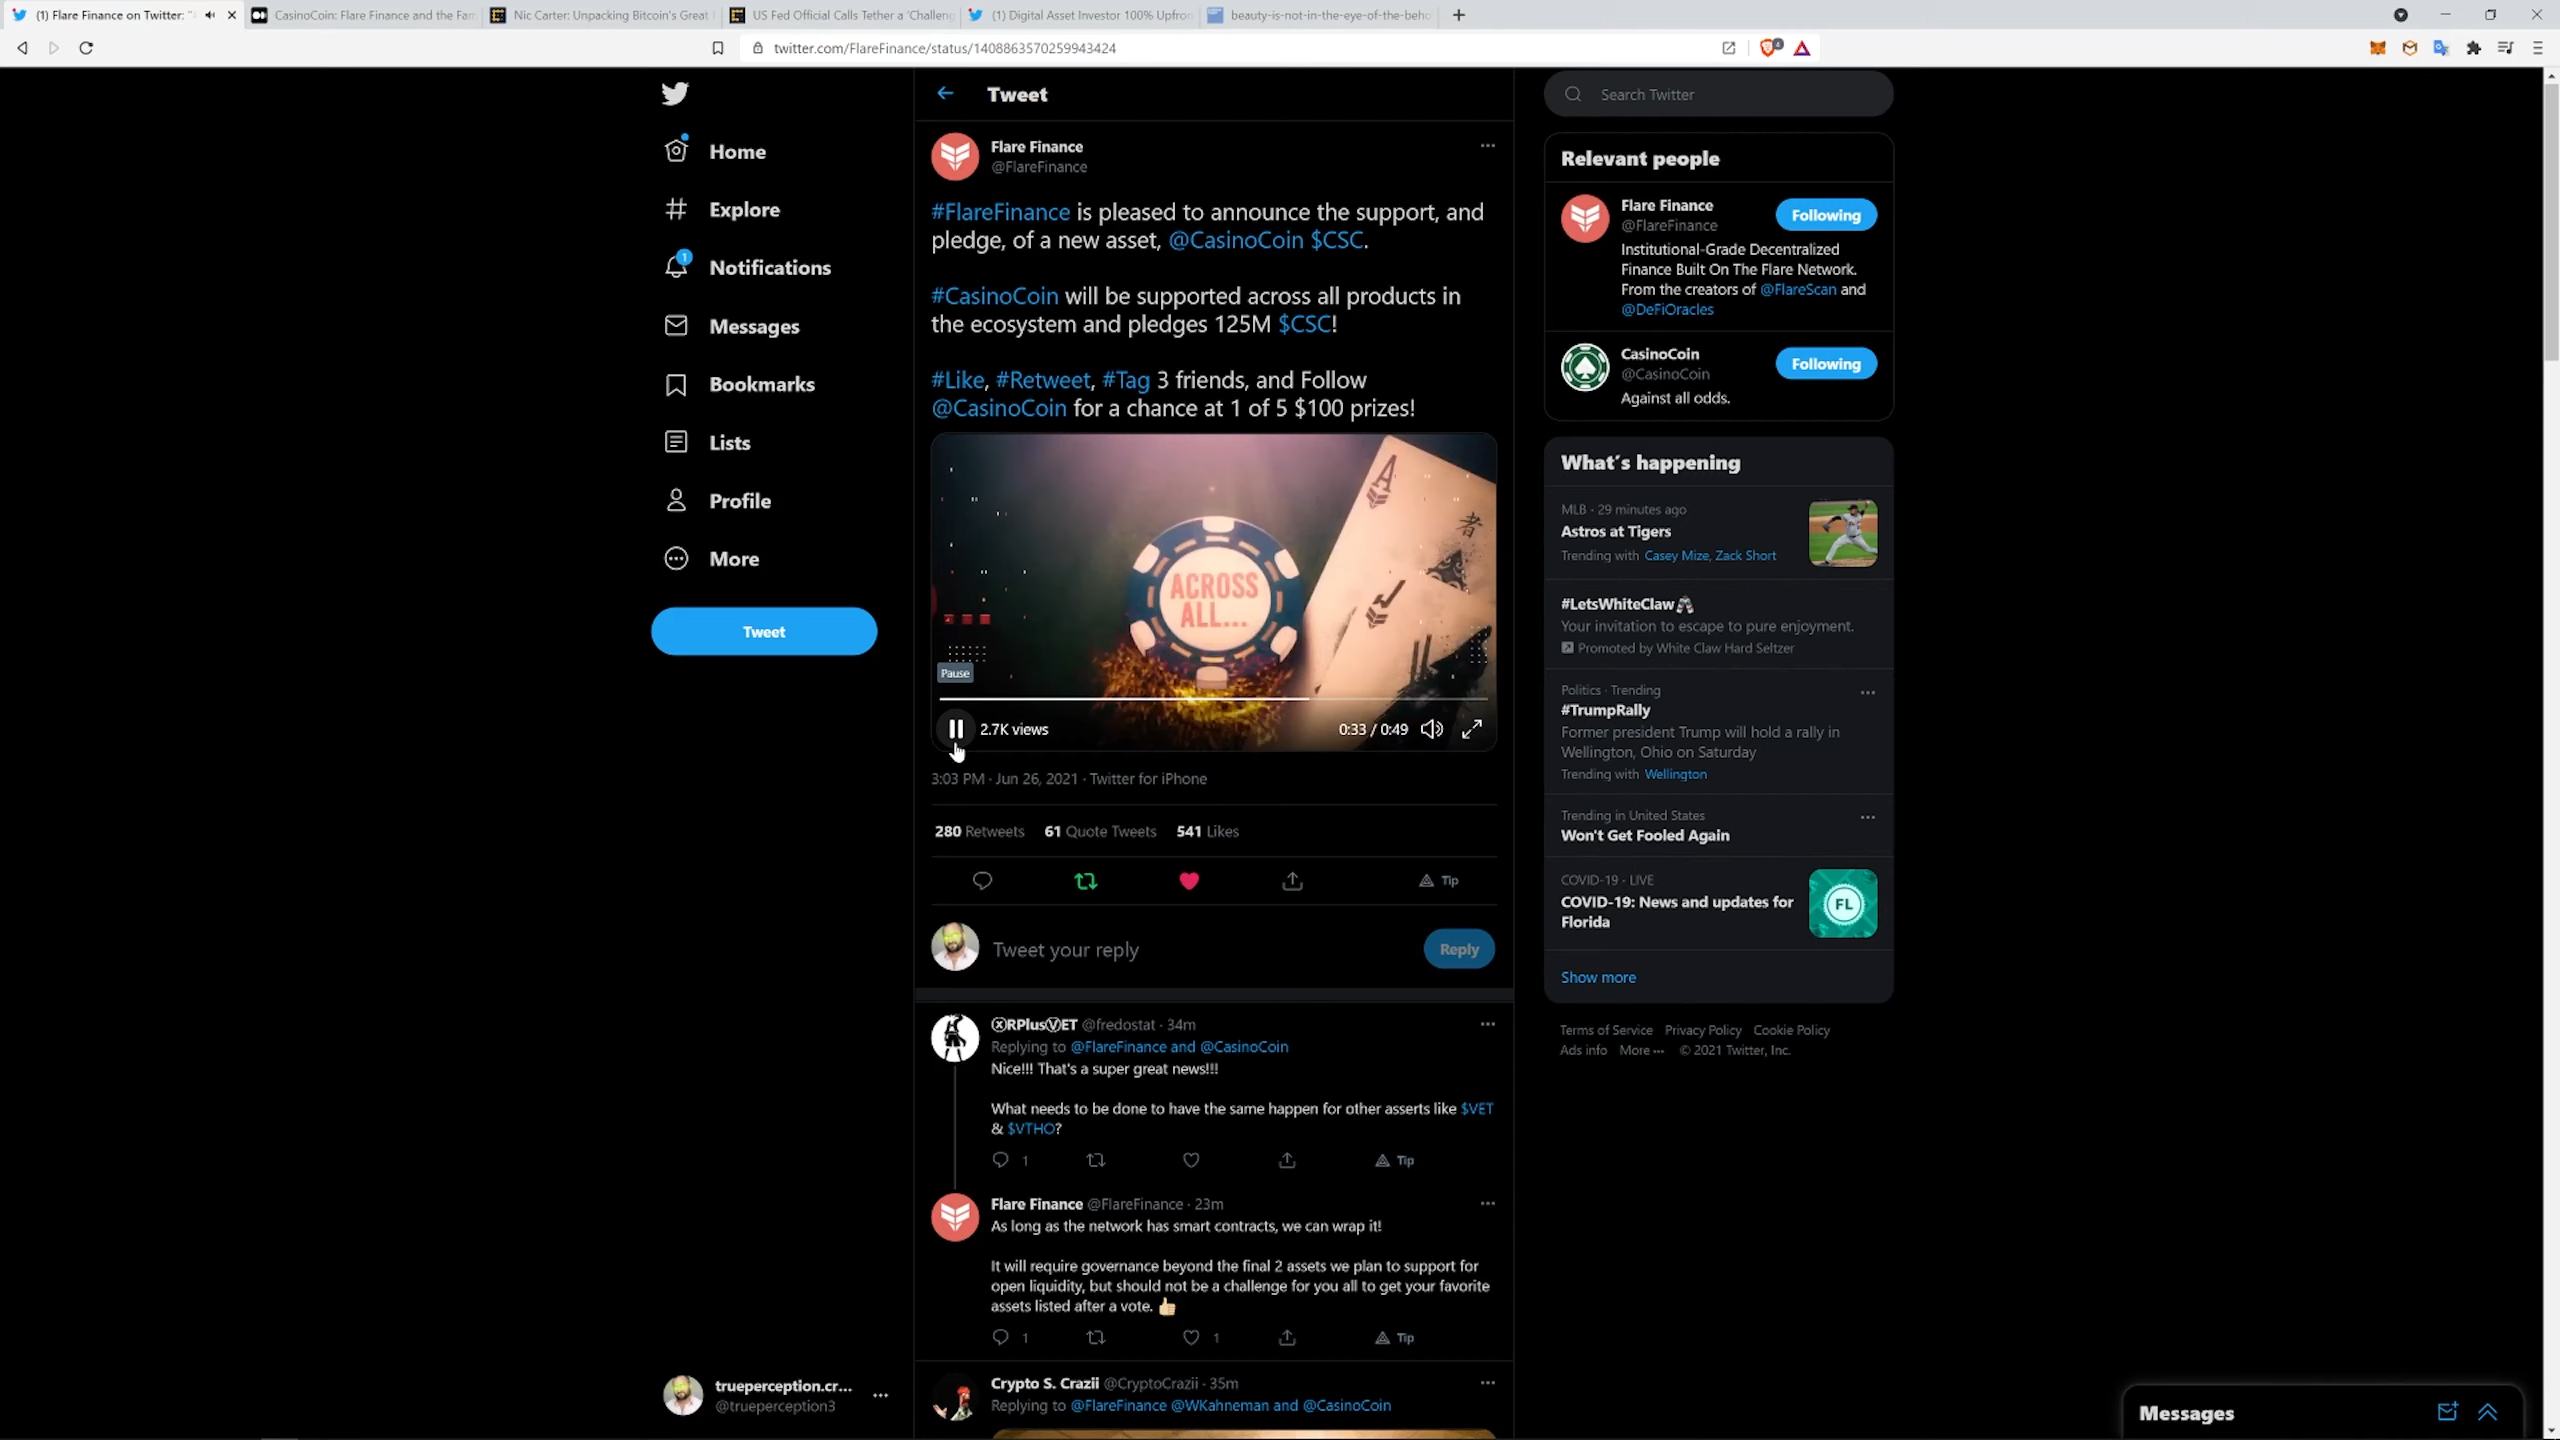 (1) Flare Finance on Twitter: "
CasinoCoin: Flare Finance and the Fam
Nic Carter: Unpacking Bitcoin's Great
US Fed Official Calls Tether a 'Challeng
(1) Digital Asset Investor 100% Upfron
beauty-is-not-in-the-eye-of-the-beho
twitter.com/FlareFinance/status/1408863570259943424
Home
Explore
1
Notifications
Messages
Bookmarks
Lists
Profile
More
Tweet
trueperception.cr...
@trueperception3
Tweet
Flare Finance
@FlareFinance
#FlareFinance is pleased to announce the support, and
pledge, of a new asset, @CasinoCoin $CSC.
#CasinoCoin will be supported across all products in
the ecosystem and pledges 125M $CSC!
#Like, #Retweet, #Tag 3 friends, and Follow
@CasinoCoin for a chance at 1 of 5 $100 prizes!
A
者
ACROSS
ALL...
J
Pause
2.7K views
0:33 / 0:49
3:03 PM · Jun 26, 2021 · Twitter for iPhone
280 Retweets 61 Quote Tweets 541 Likes
Tip
Tweet your reply
Reply
ⓧRPlusⓋET @fredostat · 34m
Replying to @FlareFinance and @CasinoCoin
Nice!!! That's a super great news!!!
What needs to be done to have the same happen for other asserts like $VET
& $VTHO?
1
Tip
Flare Finance @FlareFinance · 23m
As long as the network has smart contracts, we can wrap it!
It will require governance beyond the final 2 assets we plan to support for
open liquidity, but should not be a challenge for you all to get your favorite
assets listed after a vote. 👍🏻
1
1
Tip
Crypto S. Crazii @CryptoCrazii · 35m
Replying to @FlareFinance @WKahneman and @CasinoCoin
Search Twitter
Relevant people
Flare Finance
@FlareFinance
Following
Institutional-Grade Decentralized
Finance Built On The Flare Network.
From the creators of @FlareScan and
@DeFiOracles
CasinoCoin
@CasinoCoin
Following
Against all odds.
What's happening
MLB · 29 minutes ago
Astros at Tigers
Trending with Casey Mize, Zack Short
#LetsWhiteClaw
Your invitation to escape to pure enjoyment.
Promoted by White Claw Hard Seltzer
Politics · Trending
#TrumpRally
Former president Trump will hold a rally in
Wellington, Ohio on Saturday
Trending with Wellington
Trending in United States
Won't Get Fooled Again
COVID-19 · LIVE
COVID-19: News and updates for
Florida
FL
Show more
Terms of Service Privacy Policy Cookie Policy
Ads info More ··· © 2021 Twitter, Inc.
Messages